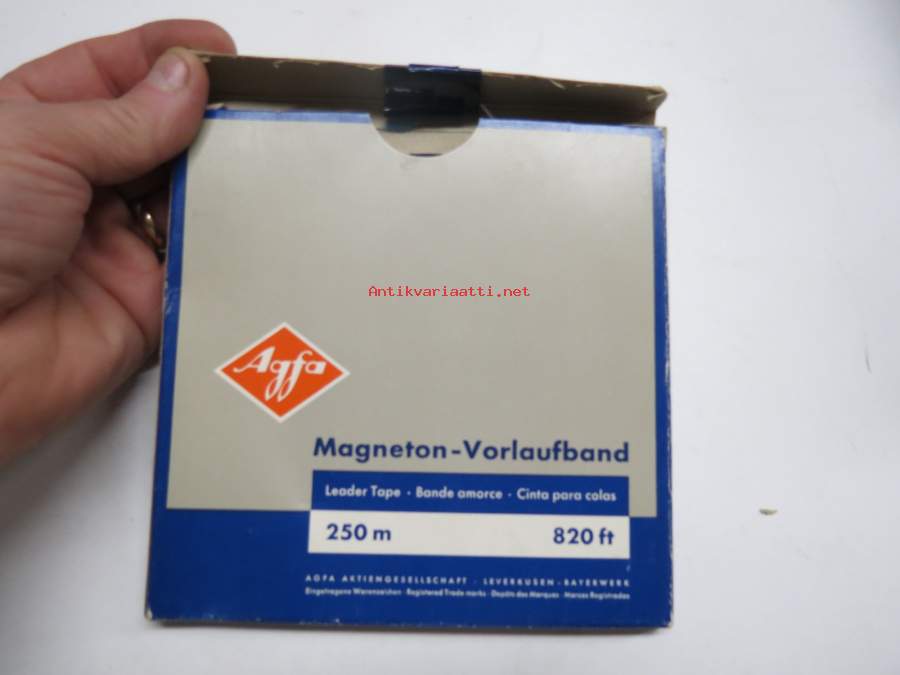 Antikvariaatti.net
Agfa
Magneton-Vorlaufband
Leader Tape · Bande amorce · Cinta para colas
250 m 820 ft
AGFA AKTIENGESELLSCHAFT · LEVERKUSEN-BAYERWERK
Eingetragene Warenzeichen · Registered Trade marks · Depôts des Marques · Marcas Registradas